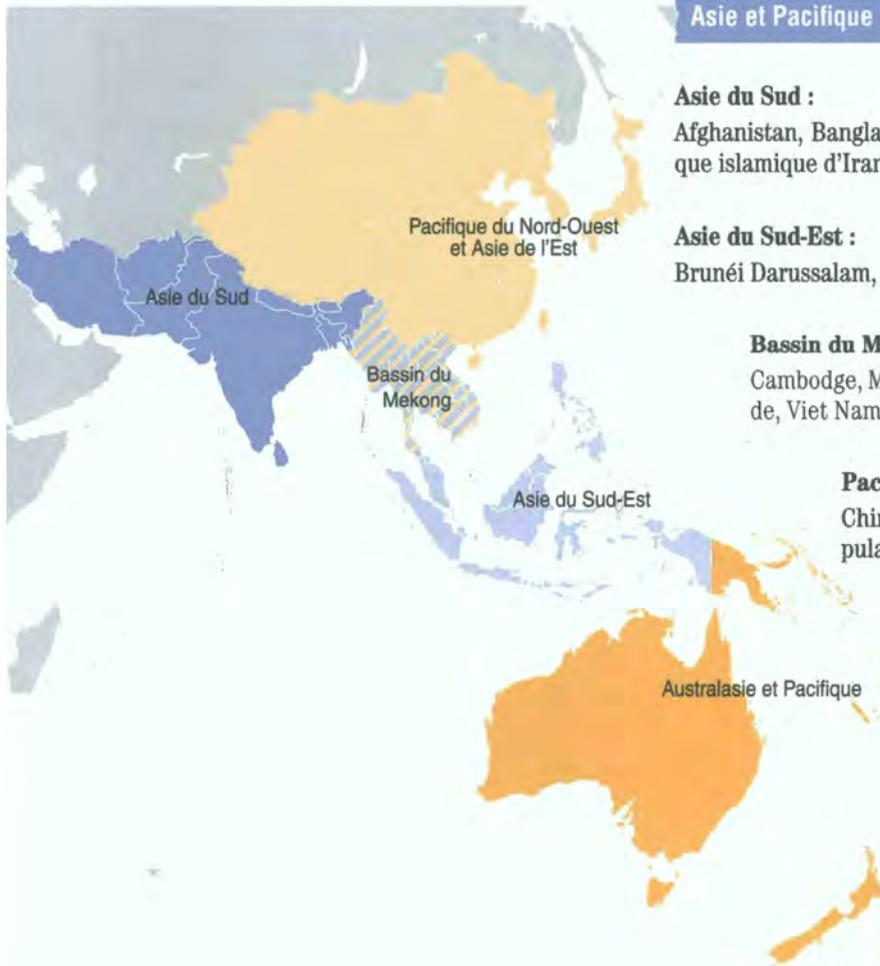 Asie et Pacifique
Asie du Sud :
Afghanistan, Bangla
que islamique d'Iran
Asie du Sud-Est :
Brunéi Darussalam,
Bassin du M
Cambodge, M
de, Viet Nam
Pac
Chin
pula
Pacifique du Nord-Ouest
et Asie de l'Est
Asie du Sud
Bassin du
Mekong
Asie du Sud-Est
Australasie et Pacifique